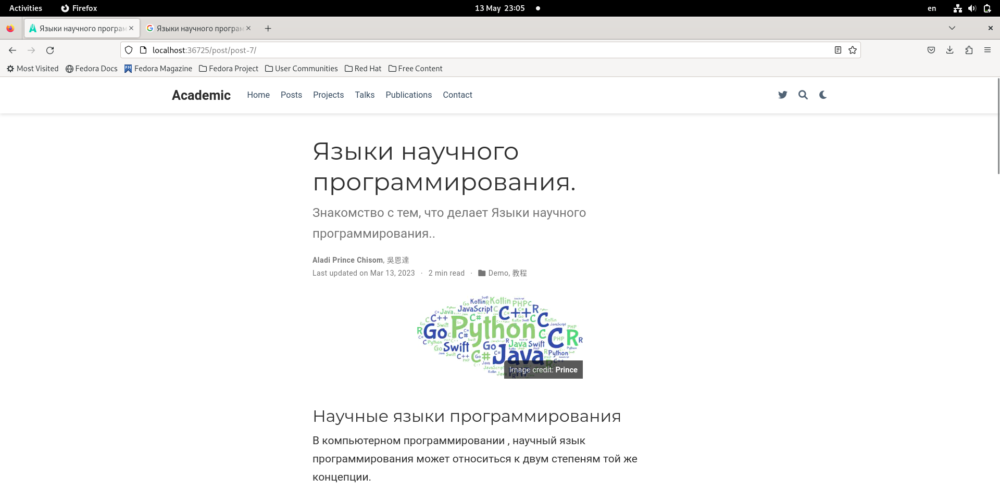 Activities Firefox 13 May 23:05 en
Языки научного програм Языки научного програм
localhost:36725/post/post-7/
Most Visited Fedora Docs Fedora Magazine Fedora Project User Communities Red Hat Free Content
Academic Home Posts Projects Talks Publications Contact
Языки научного
программирования.
Знакомство с тем, что делает Языки научного
программирования..
Aladi Prince Chisom, 吳恩達
Last updated on Mar 13, 2023 · 2 min read · Demo, 教程
Kotlin Kotlin PHP C
Java JavaScript C C++ R
C C++ C# Python C C
R Go Swift C# C C R R
C Python Swift Go Java Swift PHP
Go C++ C# Java Python
Image credit: Prince
Научные языки программирования
В компьютерном программировании , научный язык
программирования может относиться к двум степеням той же
концепции.